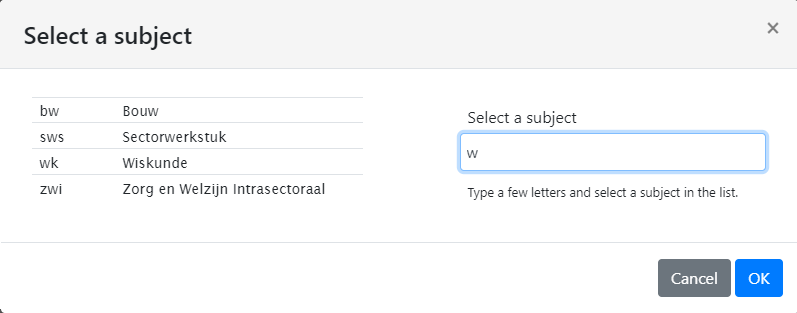 Select a subject
×
bw Bouw
sws Sectorwerkstuk
wk Wiskunde
zwi Zorg en Welzijn Intrasectoraal
Select a subject
w
Type a few letters and select a subject in the list.
Cancel OK